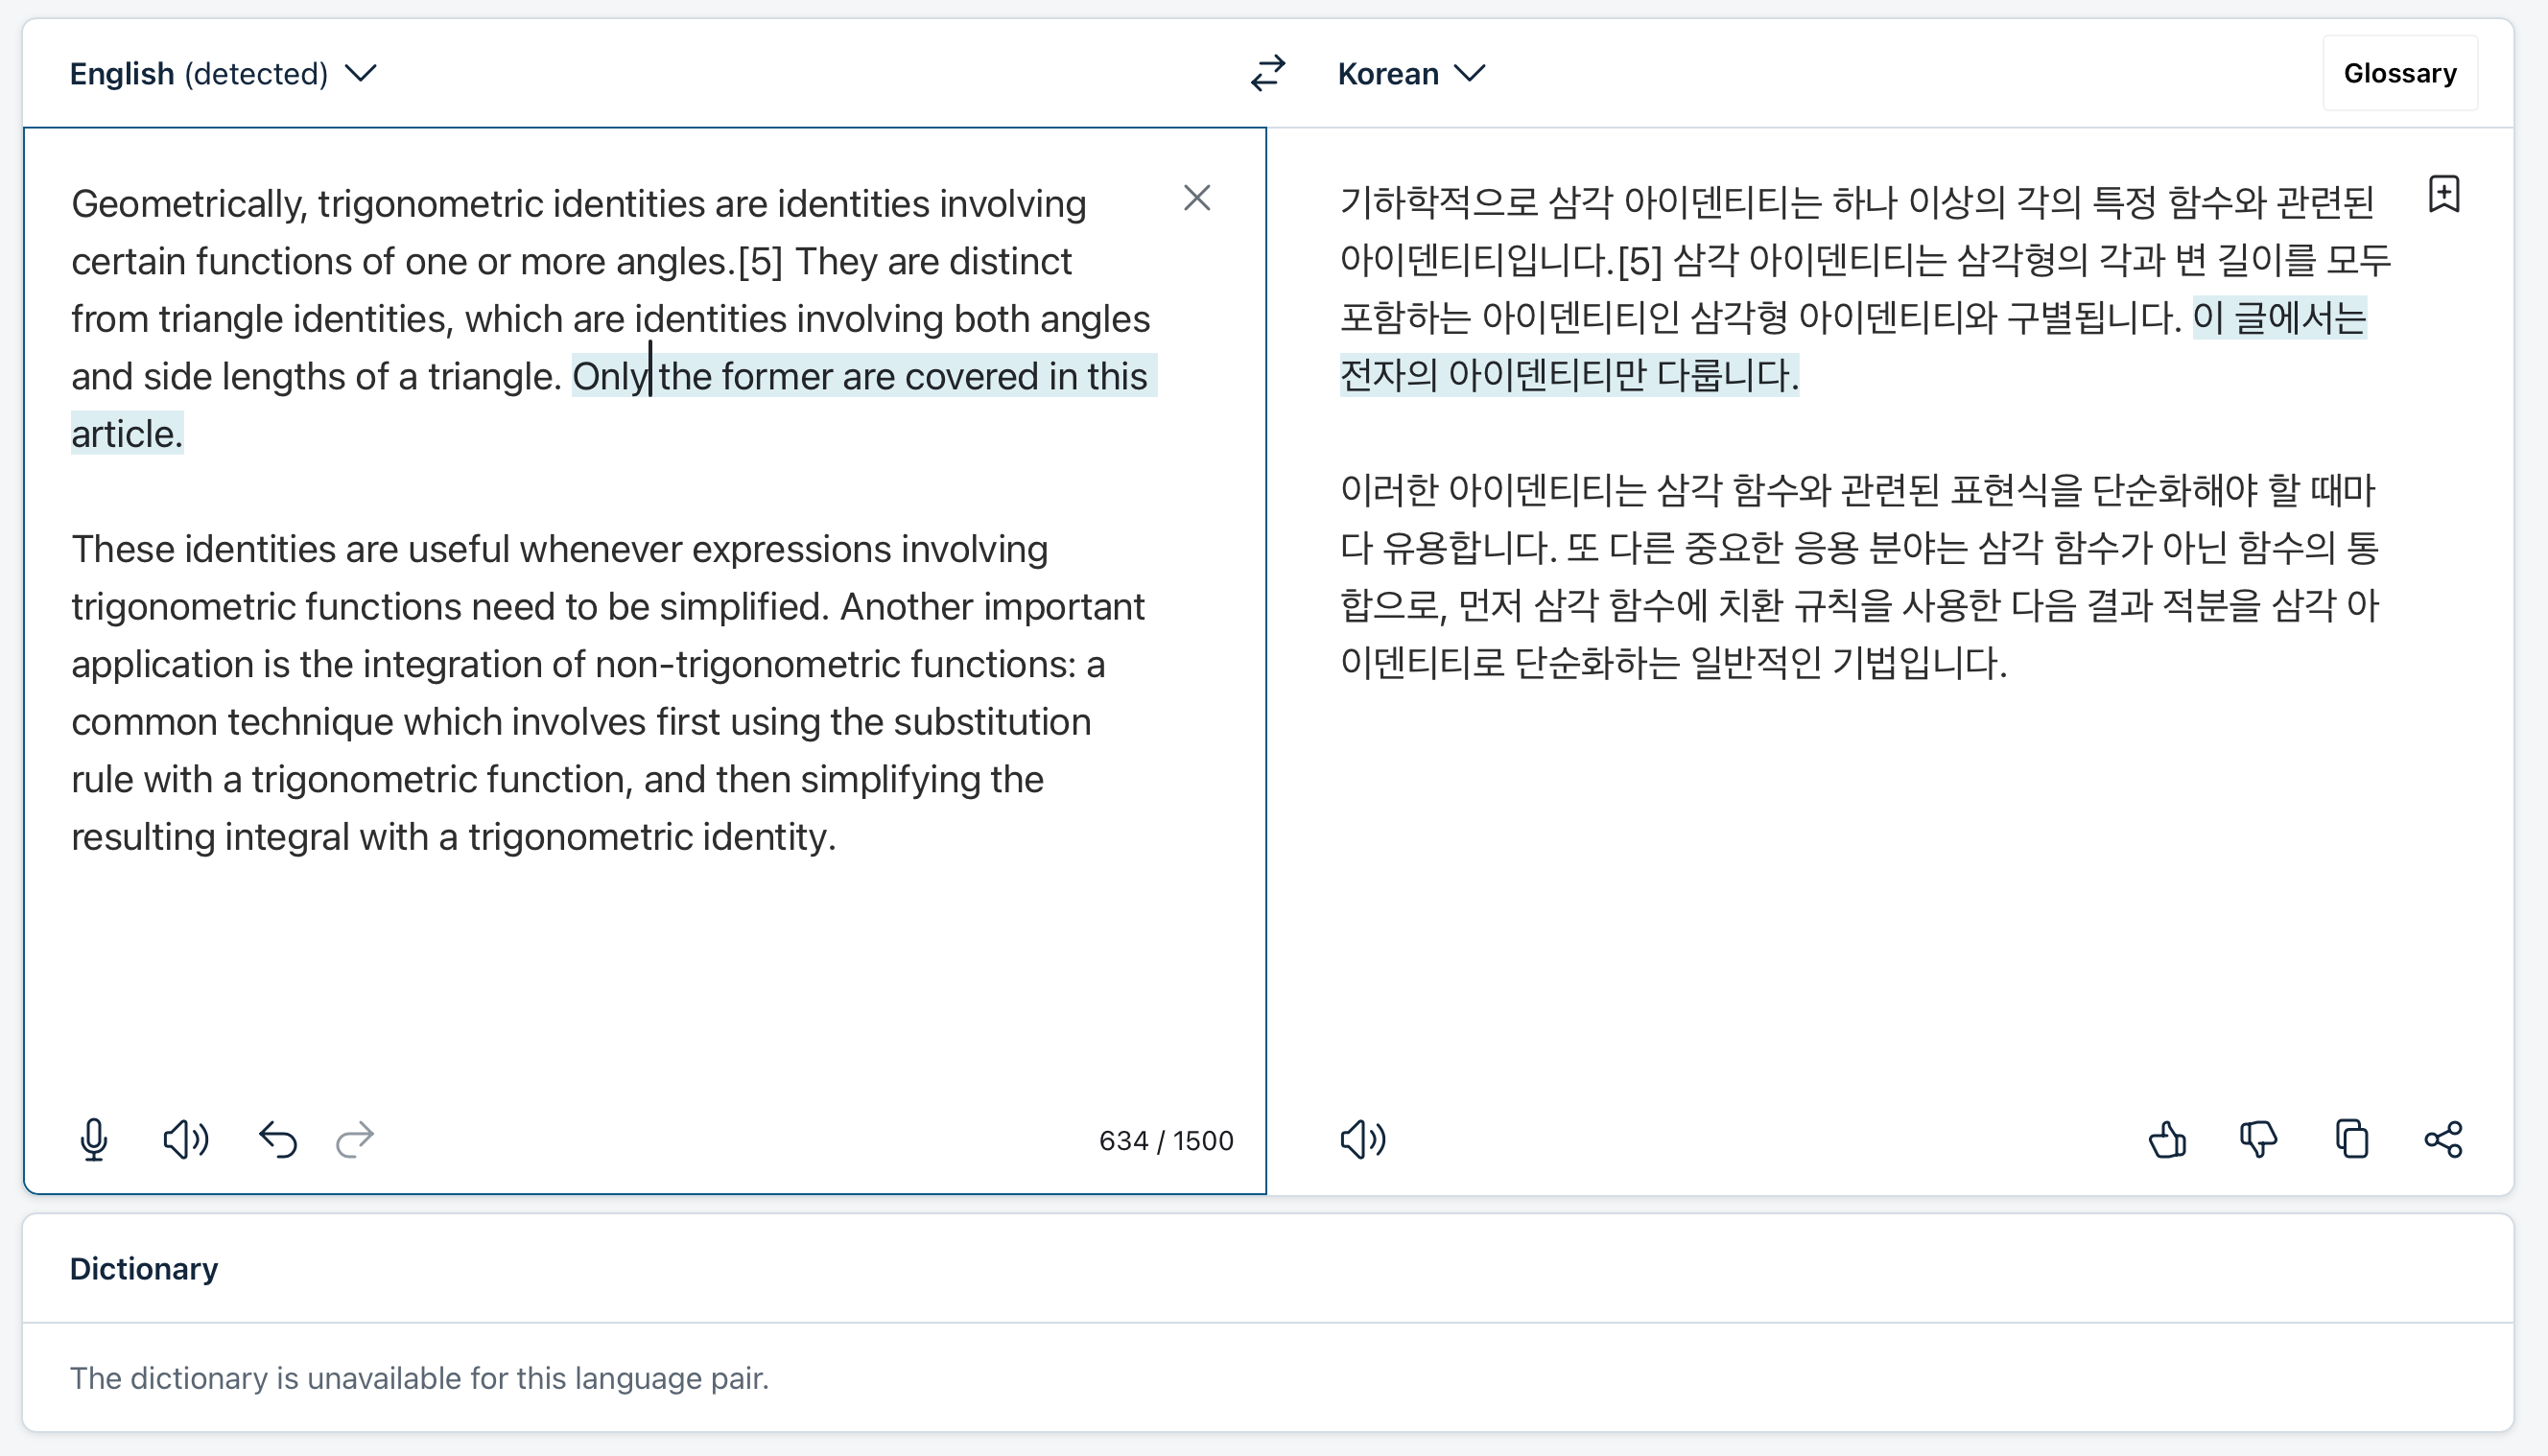 English (detected)
Korean
Glossary
Geometrically, trigonometric identities are identities involving
certain functions of one or more angles.[5] They are distinct
from triangle identities, which are identities involving both angles
and side lengths of a triangle. Only the former are covered in this
article.
These identities are useful whenever expressions involving
trigonometric functions need to be simplified. Another important
application is the integration of non-trigonometric functions: a
common technique which involves first using the substitution
rule with a trigonometric function, and then simplifying the
resulting integral with a trigonometric identity.
634 / 1500
기하학적으로 삼각 아이덴티티는 하나 이상의 각의 특정 함수와 관련된
아이덴티티입니다.[5] 삼각 아이덴티티는 삼각형의 각과 변 길이를 모두
포함하는 아이덴티티인 삼각형 아이덴티티와 구별됩니다. 이 글에서는
전자의 아이덴티티만 다룹니다.
이러한 아이덴티티는 삼각 함수와 관련된 표현식을 단순화해야 할 때마
다 유용합니다. 또 다른 중요한 응용 분야는 삼각 함수가 아닌 함수의 통
합으로, 먼저 삼각 함수에 치환 규칙을 사용한 다음 결과 적분을 삼각 아
이덴티티로 단순화하는 일반적인 기법입니다.
Dictionary
The dictionary is unavailable for this language pair.